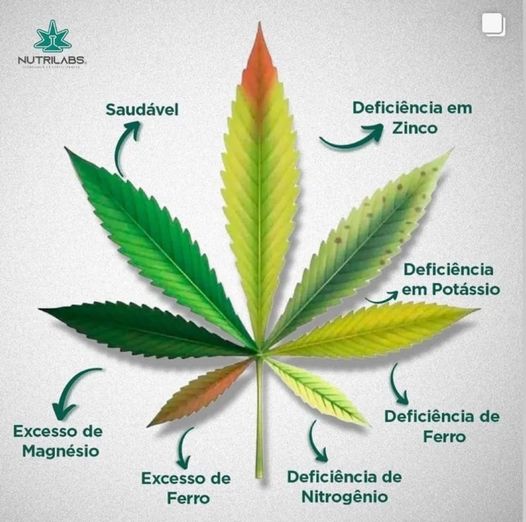 NUTRILABS®
Saudável
Deficiência em
Zinco
Deficiência
em Potássio
Deficiência de
Ferro
Excesso de
Magnésio
Excesso de
Ferro
Deficiência de
Nitrogênio